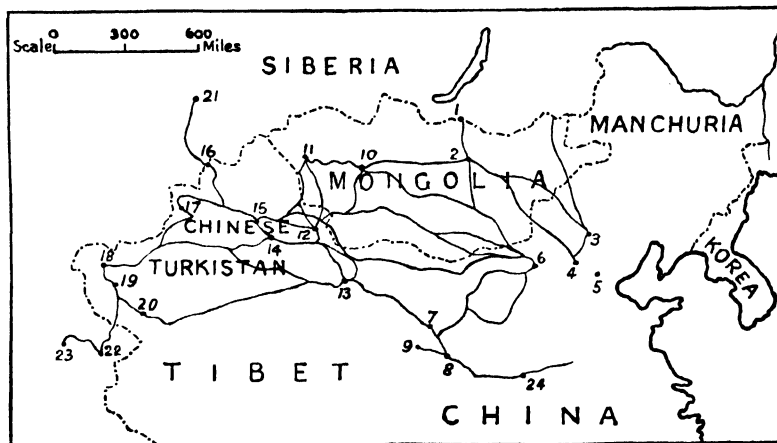 0 300 600
Scale Miles
SIBERIA
21
1
MANCHURIA
16
11
10
2
MONGOLIA
17
15
CHINESE
12
3
KOREA
14
18
TURKISTAN
6
4
5
19
13
20
7
23
22
9
8
TIBET
24
CHINA